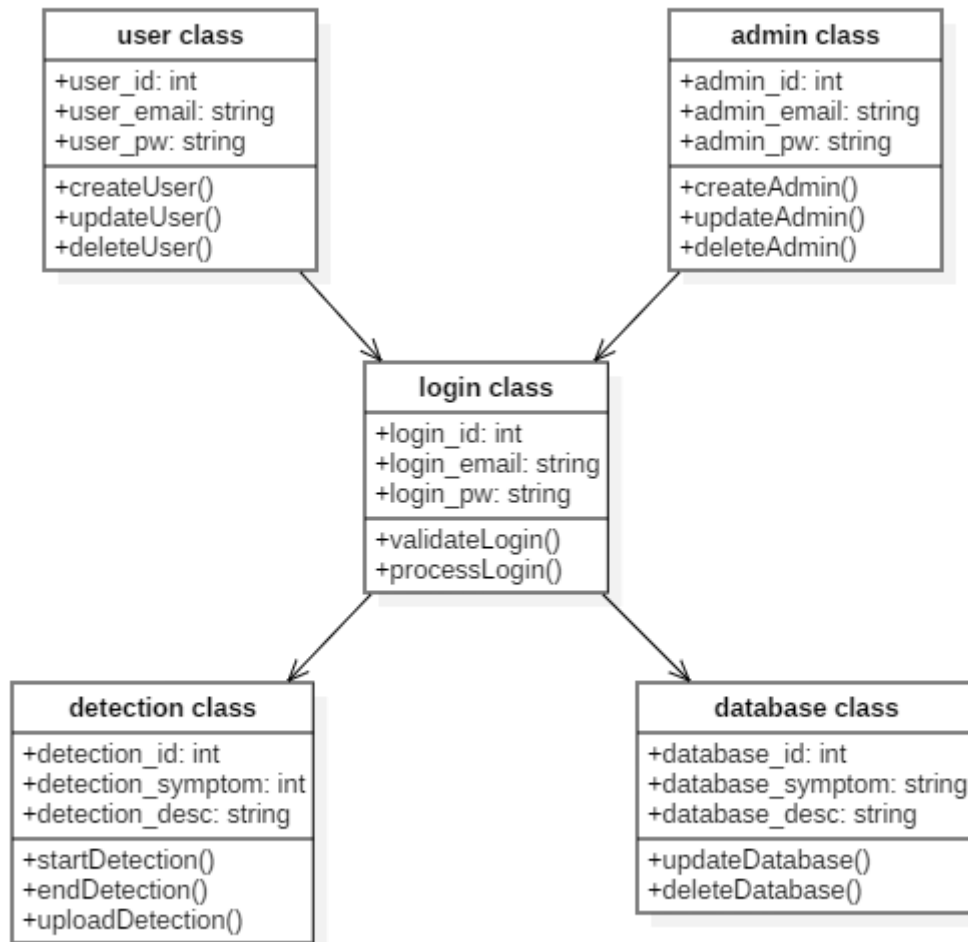 user class
+user_id: int
+user_email: string
+user_pw: string
+createUser()
+updateUser()
+deleteUser()
admin class
+admin_id: int
+admin_email: string
+admin_pw: string
+createAdmin()
+updateAdmin()
+deleteAdmin()
login class
+login_id: int
+login_email: string
+login_pw: string
+validateLogin()
+processLogin()
detection class
+detection_id: int
+detection_symptom: int
+detection_desc: string
+startDetection()
+endDetection()
+uploadDetection()
database class
+database_id: int
+database_symptom: string
+database_desc: string
+updateDatabase()
+deleteDatabase()